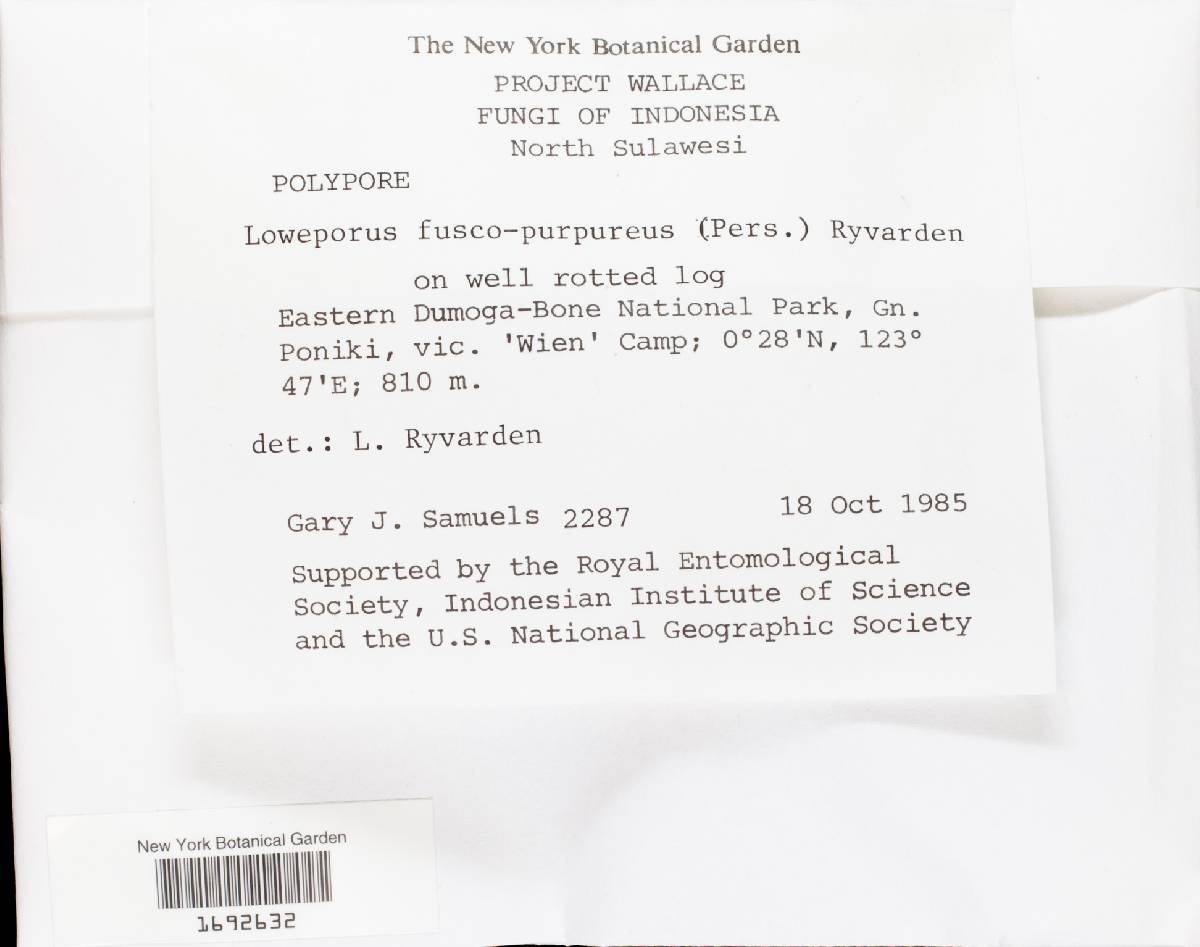 The New York Botanical Garden
PROJECT WALLACE
FUNGI OF INDONESIA
North Sulawesi
POLYPORE
Loweporus fusco-purpureus (Pers.) Ryvarden
on well rotted log
Eastern Dumoga-Bone National Park, Gn.
Poniki, vic. 'Wien' Camp; 0°28'N, 123°
47'E; 810 m.
det.: L. Ryvarden
Gary J. Samuels 2287 18 Oct 1985
Supported by the Royal Entomological
Society, Indonesian Institute of Science
and the U.S. National Geographic Society
New York Botanical Garden
1692632